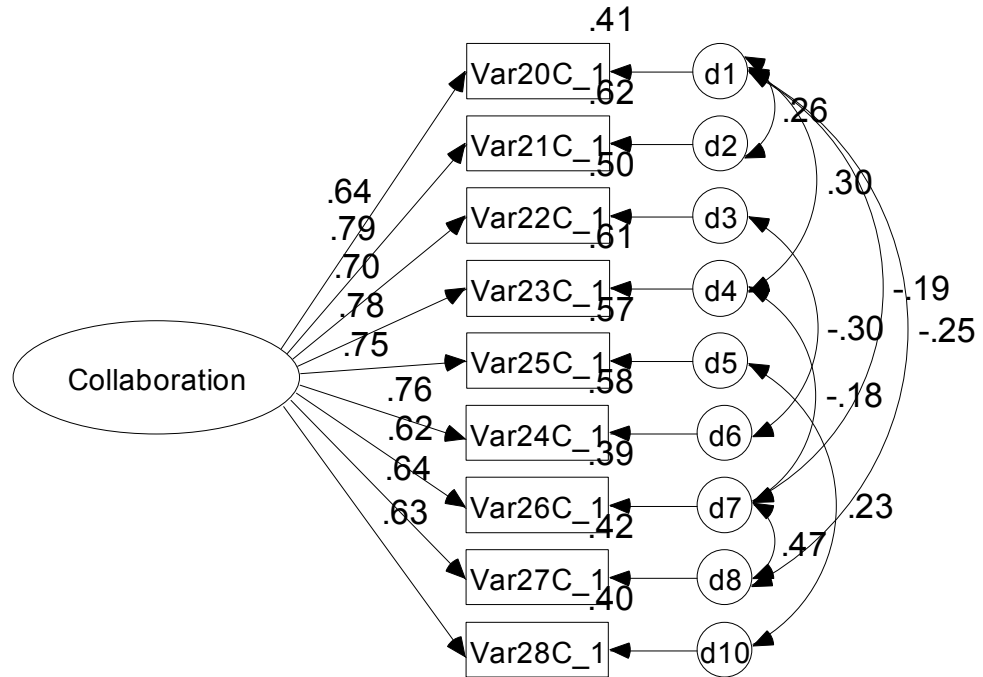 .41
Var20C_1
d1
.62
.26
Var21C_1
d2
.50
.30
.64
Var22C_1
d3
.79
.61
.70
Var23C_1
d4
-.19
.78
.57
-.30
-.25
.75
Var25C_1
d5
Collaboration
.58
.76
-.18
Var24C_1
d6
.62
.39
.64
Var26C_1
d7
.23
.63
.42
.47
Var27C_1
d8
.40
Var28C_1
d10